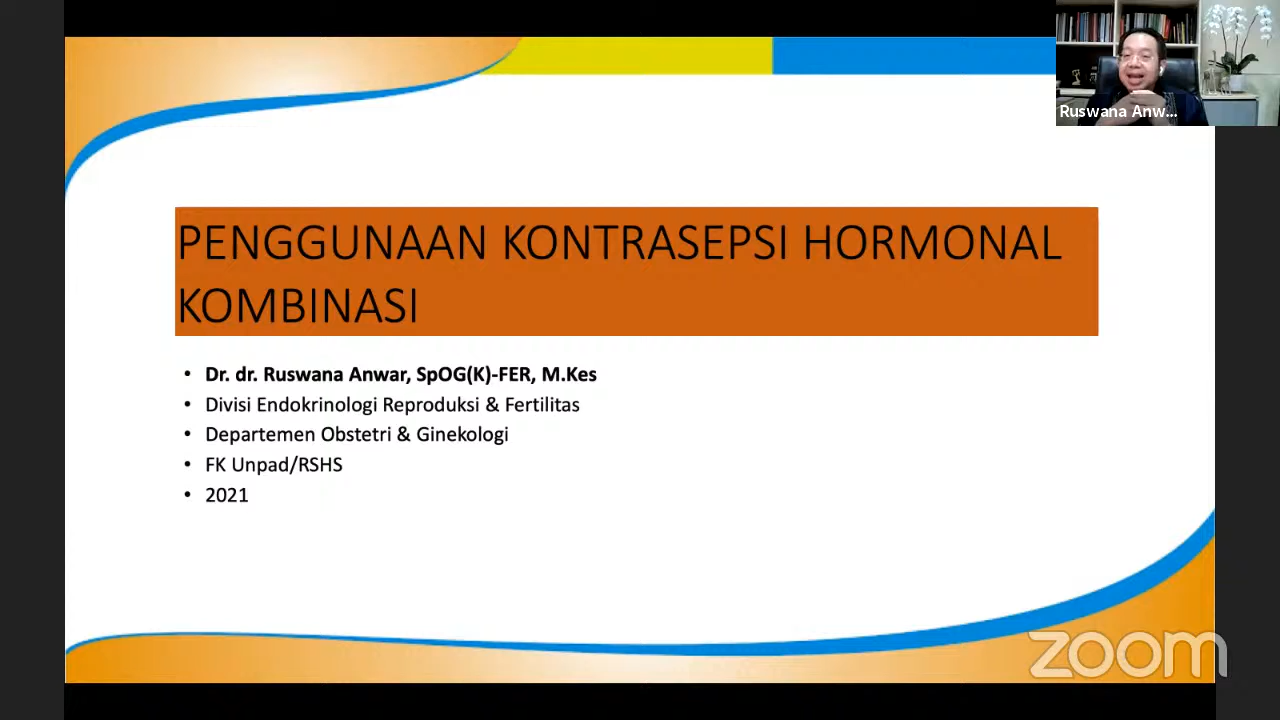 Ruswana Anw...
PENGGUNAAN KONTRASEPSI HORMONAL
KOMBINASI
• Dr. dr. Ruswana Anwar, SpOG(K)-FER, M.Kes
• Divisi Endokrinologi Reproduksi & Fertilitas
• Departemen Obstetri & Ginekologi
• FK Unpad/RSHS
• 2021
zoom